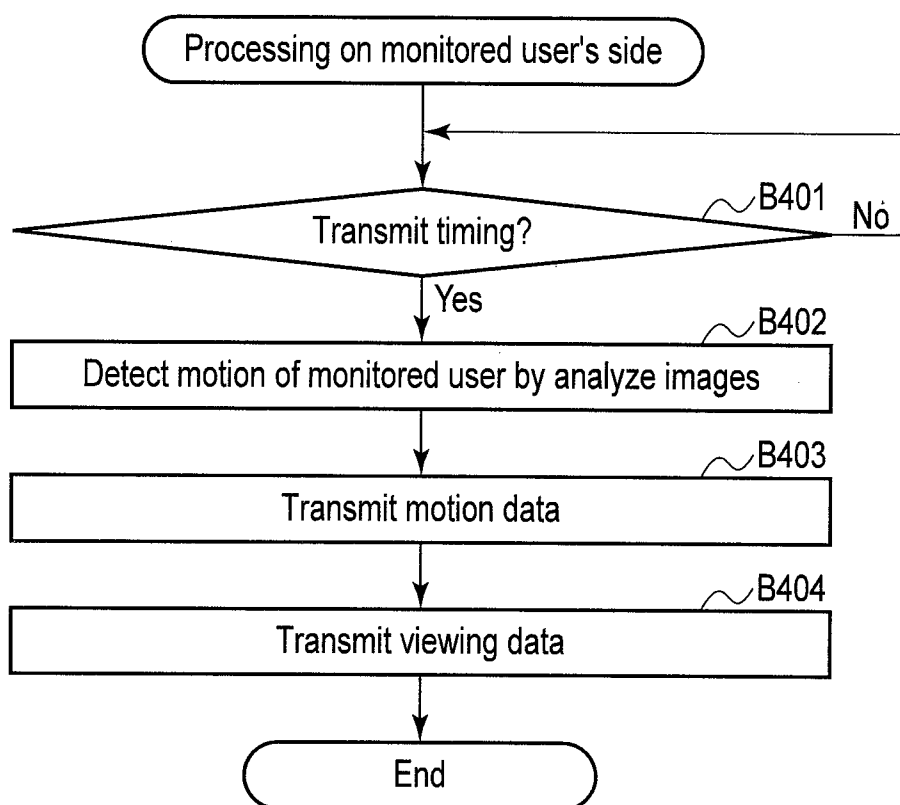 Processing on monitored user's side
B401
Transmit timing?
No
Yes
B402
Detect motion of monitored user by analyze images
B403
Transmit motion data
B404
Transmit viewing data
End